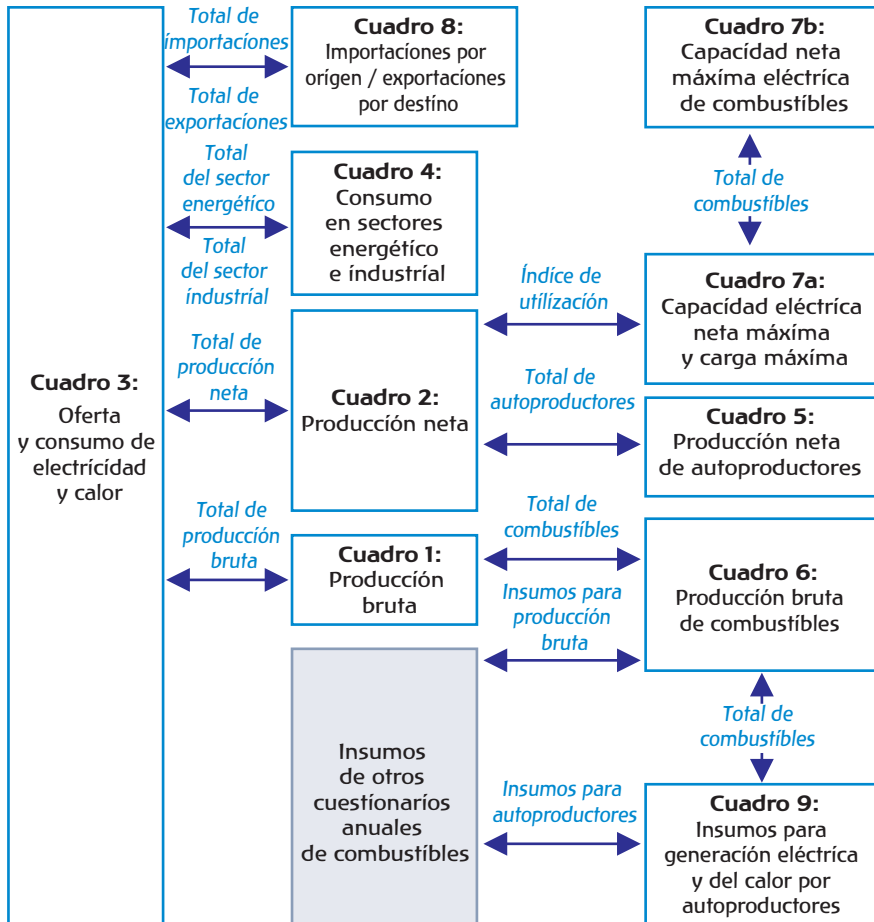 Cuadro 3:
Oferta
y consumo de
electricidad
y calor
Total de
importaciones
Total de
exportaciones
Cuadro 8:
Importaciones por
origen / exportaciones
por destino
Total
del sector
energético
Total
del sector
industrial
Cuadro 4:
Consumo
en sectores
energético
e industrial
Total de
producción
neta
Cuadro 2:
Producción neta
Total de
producción
bruta
Cuadro 1:
Producción
bruta
Insumos
de otros
cuestionarios
anuales
de combustibles
Cuadro 7b:
Capacidad neta
máxima eléctrica
de combustibles
Total de
combustibles
Índice de
utilización
Cuadro 7a:
Capacidad eléctrica
neta máxima
y carga máxima
Total de
autoproductores
Cuadro 5:
Producción neta
de autoproductores
Total de
combustibles
Insumos para
producción
bruta
Cuadro 6:
Producción bruta
de combustibles
Total de
combustibles
Insumos para
autoproductores
Cuadro 9:
Insumos para
generación eléctrica
y del calor por
autoproductores